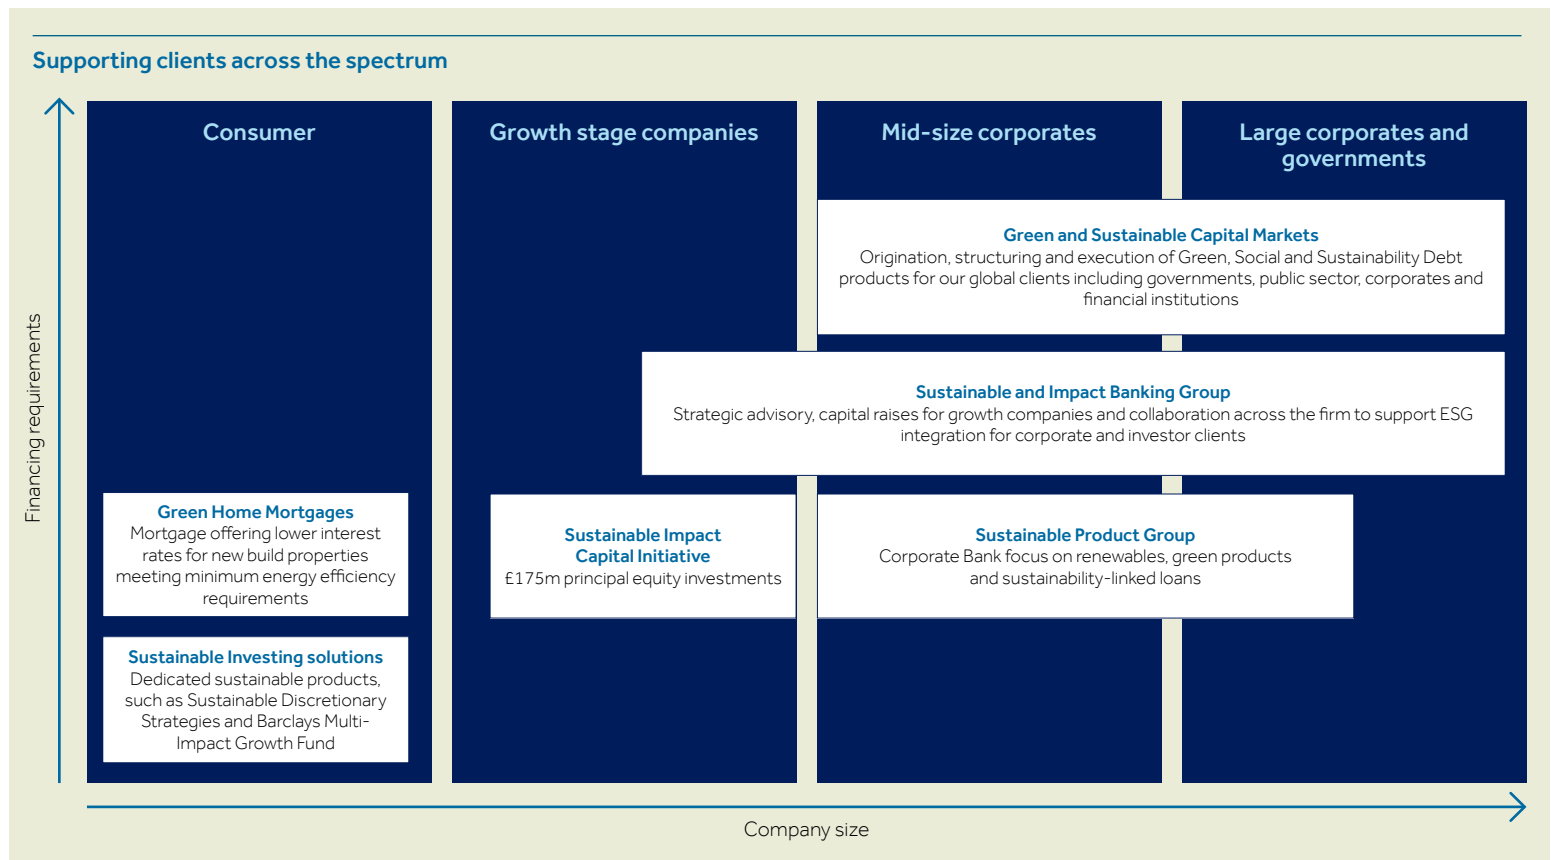 Supporting clients across the spectrum
Financing requirements
Consumer
Growth stage companies
Mid-size corporates
Large corporates and
governments
Green and Sustainable Capital Markets
Origination, structuring and execution of Green, Social and Sustainability Debt
products for our global clients including governments, public sector, corporates and
financial institutions
Sustainable and Impact Banking Group
Strategic advisory, capital raises for growth companies and collaboration across the firm to support ESG
integration for corporate and investor clients
Green Home Mortgages
Mortgage offering lower interest
rates for new build properties
meeting minimum energy efficiency
requirements
Sustainable Impact
Capital Initiative
£175m principal equity investments
Sustainable Product Group
Corporate Bank focus on renewables, green products
and sustainability-linked loans
Sustainable Investing solutions
Dedicated sustainable products,
such as Sustainable Discretionary
Strategies and Barclays Multi-
Impact Growth Fund
Company size